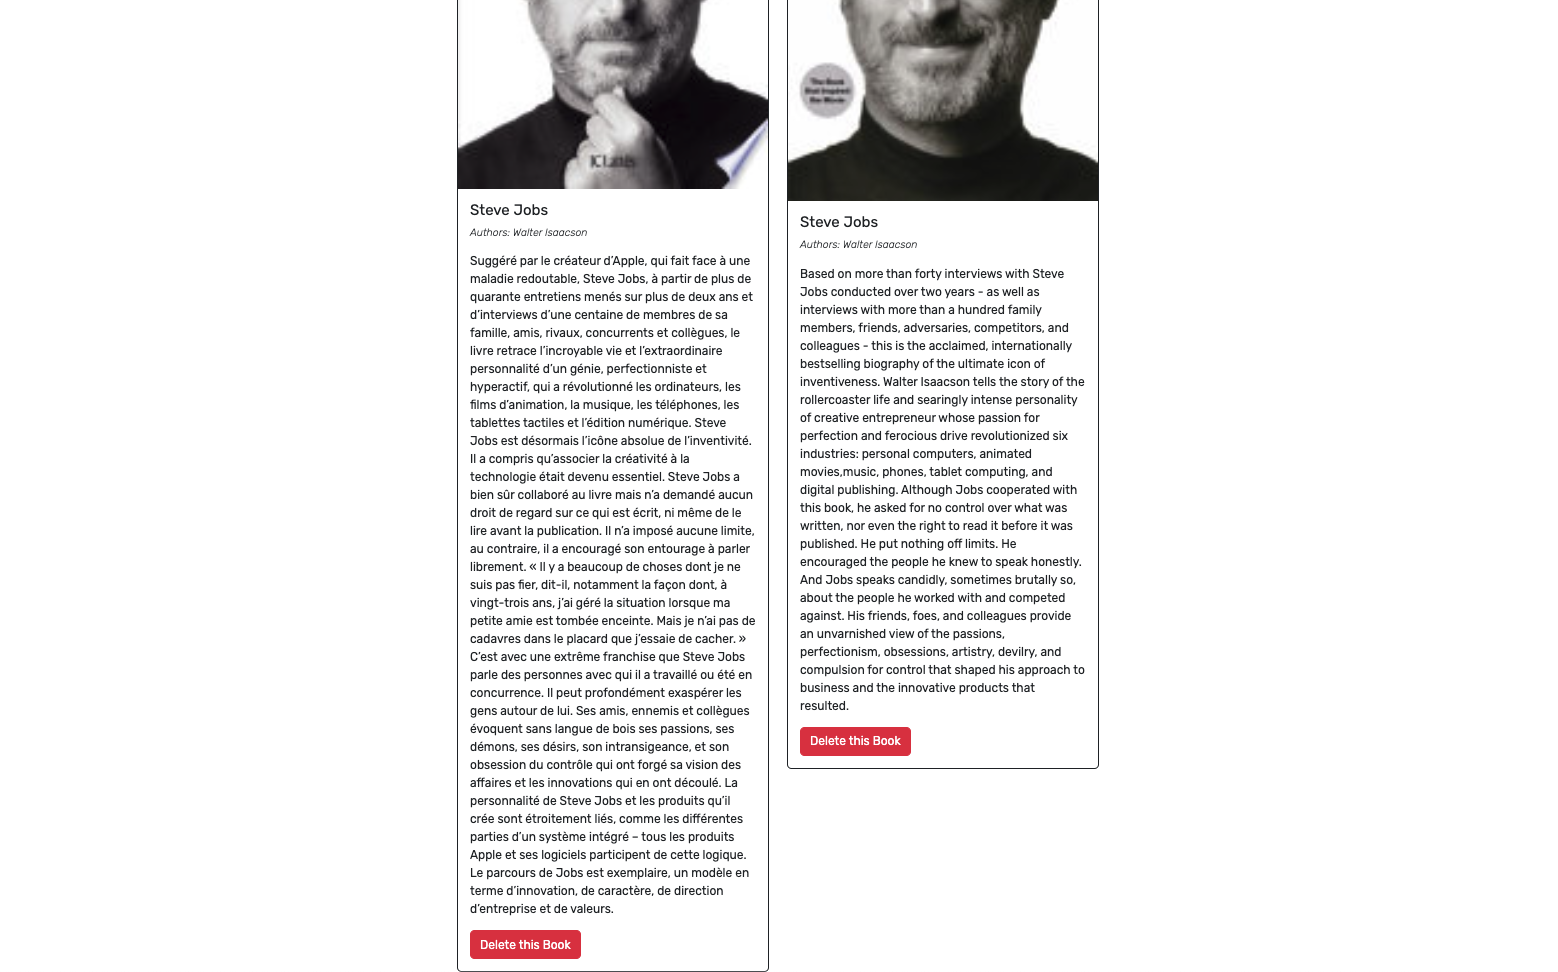 JC Lattès
The Book
that Inspired
the Movie
Steve Jobs
Authors: Walter Isaacson
Suggéré par le créateur d’Apple, qui fait face à une
maladie redoutable, Steve Jobs, à partir de plus de
quarante entretiens menés sur plus de deux ans et
d’interviews d’une centaine de membres de sa
famille, amis, rivaux, concurrents et collègues, le
livre retrace l’incroyable vie et l’extraordinaire
personnalité d’un génie, perfectionniste et
hyperactif, qui a révolutionné les ordinateurs, les
films d’animation, la musique, les téléphones, les
tablettes tactiles et l’édition numérique. Steve
Jobs est désormais l’icône absolue de l’inventivité.
Il a compris qu’associer la créativité à la
technologie était devenu essentiel. Steve Jobs a
bien sûr collaboré au livre mais n’a demandé aucun
droit de regard sur ce qui est écrit, ni même de le
lire avant la publication. Il n’a imposé aucune limite,
au contraire, il a encouragé son entourage à parler
librement. « Il y a beaucoup de choses dont je ne
suis pas fier, dit-il, notamment la façon dont, à
vingt-trois ans, j’ai géré la situation lorsque ma
petite amie est tombée enceinte. Mais je n’ai pas de
cadavres dans le placard que j’essaie de cacher. »
C’est avec une extrême franchise que Steve Jobs
parle des personnes avec qui il a travaillé ou été en
concurrence. Il peut profondément exaspérer les
gens autour de lui. Ses amis, ennemis et collègues
évoquent sans langue de bois ses passions, ses
démons, ses désirs, son intransigeance, et son
obsession du contrôle qui ont forgé sa vision des
affaires et les innovations qui en ont découlé. La
personnalité de Steve Jobs et les produits qu’il
crée sont étroitement liés, comme les différentes
parties d’un système intégré – tous les produits
Apple et ses logiciels participent de cette logique.
Le parcours de Jobs est exemplaire, un modèle en
terme d’innovation, de caractère, de direction
d’entreprise et de valeurs.
Delete this Book
Steve Jobs
Authors: Walter Isaacson
Based on more than forty interviews with Steve
Jobs conducted over two years - as well as
interviews with more than a hundred family
members, friends, adversaries, competitors, and
colleagues - this is the acclaimed, internationally
bestselling biography of the ultimate icon of
inventiveness. Walter Isaacson tells the story of the
rollercoaster life and searingly intense personality
of creative entrepreneur whose passion for
perfection and ferocious drive revolutionized six
industries: personal computers, animated
movies,music, phones, tablet computing, and
digital publishing. Although Jobs cooperated with
this book, he asked for no control over what was
written, nor even the right to read it before it was
published. He put nothing off limits. He
encouraged the people he knew to speak honestly.
And Jobs speaks candidly, sometimes brutally so,
about the people he worked with and competed
against. His friends, foes, and colleagues provide
an unvarnished view of the passions,
perfectionism, obsessions, artistry, devilry, and
compulsion for control that shaped his approach to
business and the innovative products that
resulted.
Delete this Book